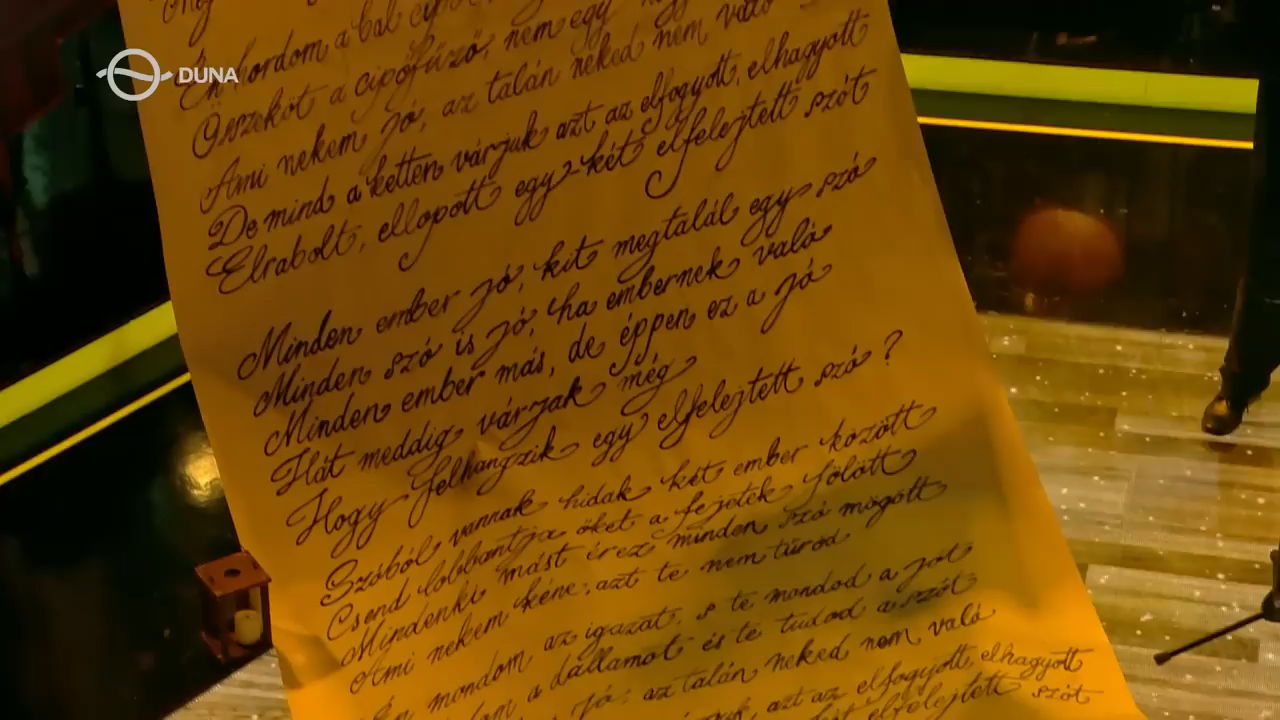 DUNA
Én hordom a bal
Összeköt a cipőfűző, nem egy
Ami nekem jó, az talán neked nem való
De mind a ketten várjuk azt az elfogyott, elhagyott
Elrabolt, ellopott egy-két elfelejtett szót
Minden ember jó, kit megtalál egy szó
Minden szó is jó, ha embernek való
Minden ember más, de éppen ez a jó
Hát meddig várjak még
Hogy felhangzik egy elfelejtett szó?
Szóból vannak hidak két ember között
Csend lobbantja őket a fejetek fölött
Mindenki mást érez minden szó mögött
Ami nekem kéne, azt te nem tűröd
Én mondom az igazat, s te mondod a jót
a dallamot és te tudod a szót
jó, az talán neked nem való
azt az elfogyott, elhagyott
elfelejtett szót